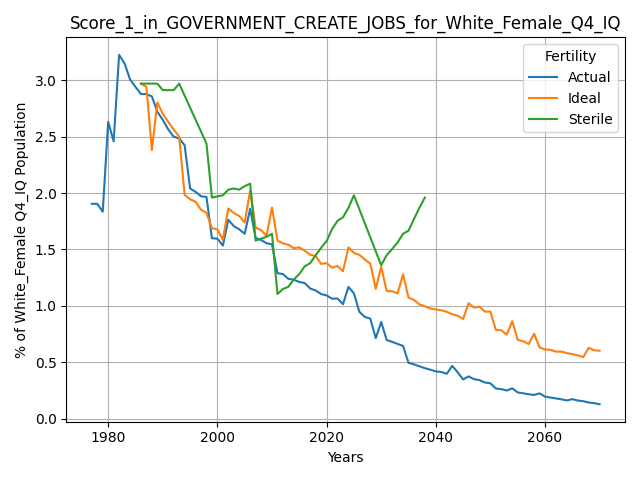 Score_1_in_GOVERNMENT_CREATE_JOBS_for_White_Female_Q4_IQ
Fertility
Actual
Ideal
Sterile
% of White_Female Q4_IQ Population
3.0
2.5
2.0
1.5
1.0
0.5
0.0
1980
2000
2020
2040
2060
Years